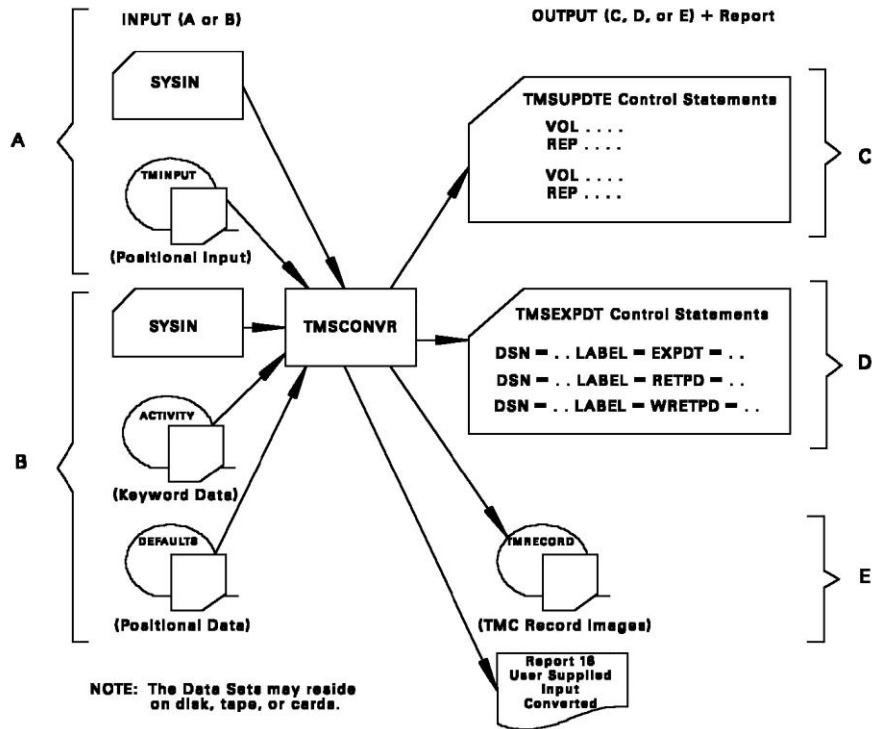 INPUT (A or B)
OUTPUT (C, D, or E) + Report
A
SYSIN
TMINPUT
(Positional Input)
TMSUPDTE Control Statements
VOL . . . .
REP . . . .
VOL . . . .
REP . . . .
C
B
SYSIN
TMSCONVR
ACTIVITY
(Keyword Data)
DEFAULTS
(Positional Data)
TMSEXPDT Control Statements
DSN = . . LABEL = EXPDT = . .
DSN = . . LABEL = RETPD = . .
DSN = . . LABEL = WRETPD = . .
D
TMRECORD
(TMC Record Images)
E
Report 16
User Supplied
Input
Converted
NOTE: The Data Sets may reside
on disk, tape, or cards.